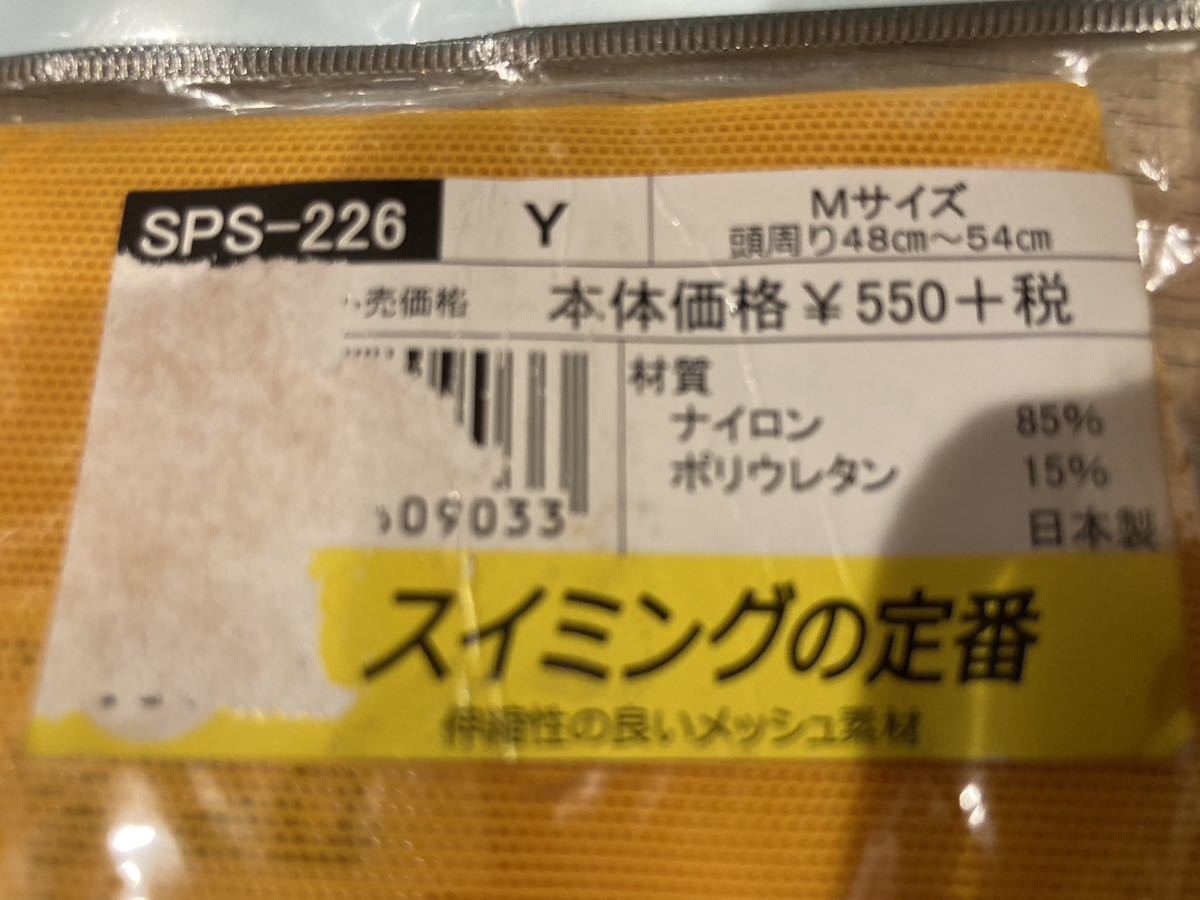 SPS-226 Y Mサイズ
頭周り48㎝～54㎝
売価格 本体価格￥550＋税
材質
ナイロン 85%
ポリウレタン 15%
09033
日本製
スイミングの定番
伸縮性の良いメッシュ素材